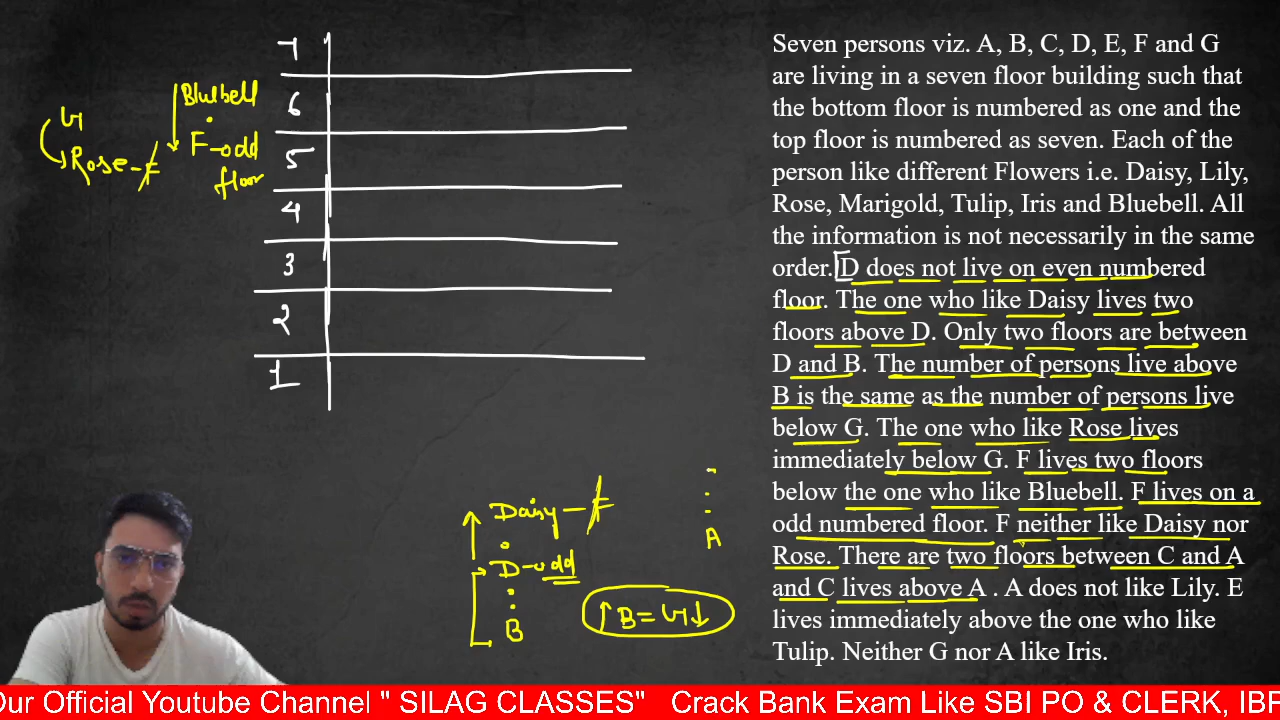 7
6
5
4
3
2
1
G
Rose-F
Bluebell
F-odd
floor
Daisy-F
D-odd
B
↑B=G↓
A
Seven persons viz. A, B, C, D, E, F and G
are living in a seven floor building such that
the bottom floor is numbered as one and the
top floor is numbered as seven. Each of the
person like different Flowers i.e. Daisy, Lily,
Rose, Marigold, Tulip, Iris and Bluebell. All
the information is not necessarily in the same
order. D does not live on even numbered
floor. The one who like Daisy lives two
floors above D. Only two floors are between
D and B. The number of persons live above
B is the same as the number of persons live
below G. The one who like Rose lives
immediately below G. F lives two floors
below the one who like Bluebell. F lives on a
odd numbered floor. F neither like Daisy nor
Rose. There are two floors between C and A
and C lives above A . A does not like Lily. E
lives immediately above the one who like
Tulip. Neither G nor A like Iris.
Our Official Youtube Channel " SILAG CLASSES" Crack Bank Exam Like SBI PO & CLERK, IBP